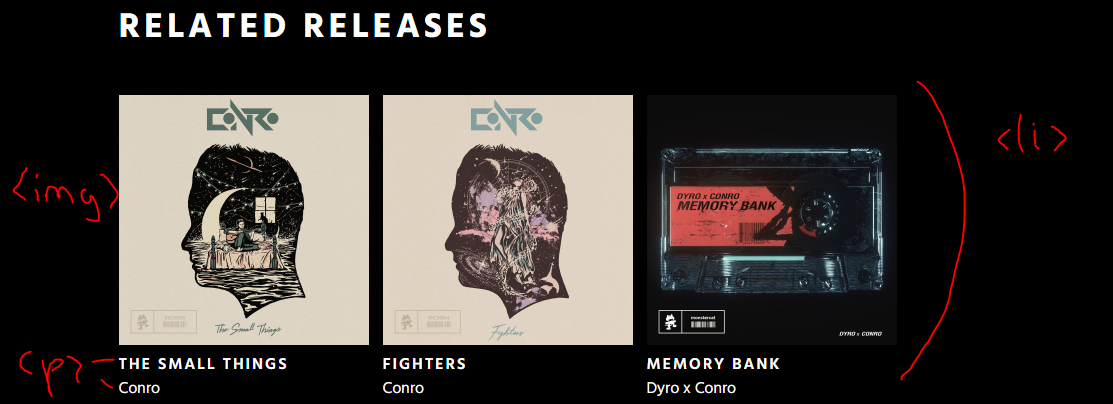 RELATED RELEASES
CONRO
CONRO
<li>
<img>
DYRO x CONRO
MEMORY BANK
The Small Things
Fighters
monstercat
DYRO x CONRO
<p>
THE SMALL THINGS
FIGHTERS
MEMORY BANK
Conro
Conro
Dyro x Conro